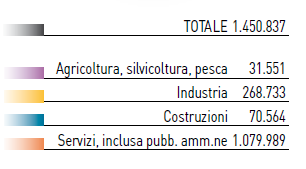 TOTALE 1.450.837
Agricoltura, silvicoltura, pesca 31.551
Industria 268.733
Costruzioni 70.564
Servizi, inclusa pubb. amm.ne 1.079.989